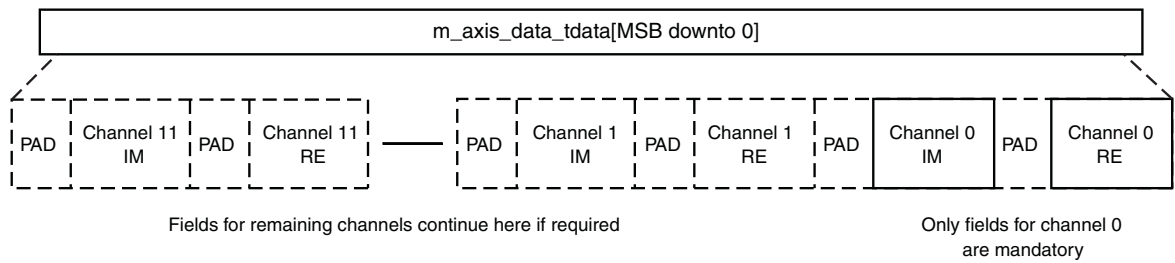 m_axis_data_tdata[MSB downto 0]
PAD
Channel 11
IM
PAD
Channel 11
RE
PAD
Channel 1
IM
PAD
Channel 1
RE
PAD
Channel 0
IM
PAD
Channel 0
RE
Fields for remaining channels continue here if required
Only fields for channel 0
are mandatory